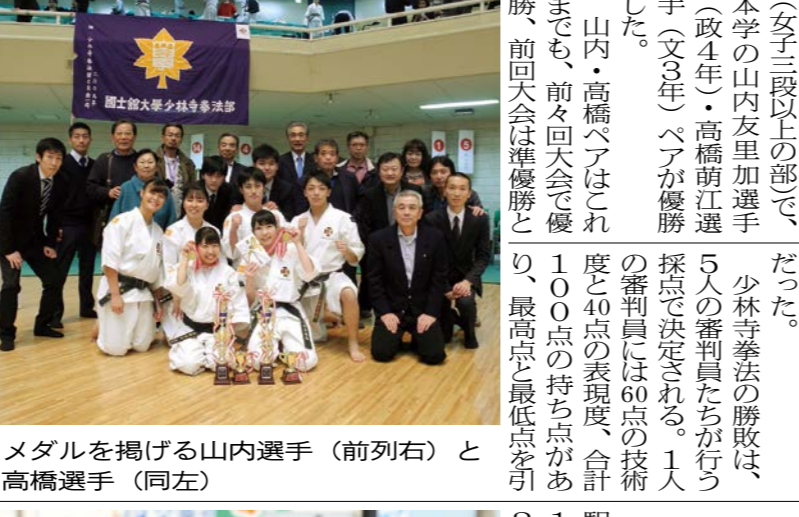 (女子三段以上の部)で、
本学の山内友里加選手
(政4年)・高橋萌江選
手(文3年)ペアが優勝
した。
山内・高橋ペアはこれ
までも、前々回大会で優
勝、前回大会は準優勝と
だった。
少林寺拳法の勝敗は、
5人の審判員たちが行う
採点で決定される。1人
の審判員には60点の技術
度と40点の表現度、合計
100点の持ち点があ
り、最高点と最低点を引
國士館大學少林寺拳法部
14
4
1
5
メダルを掲げる山内選手(前列右)と
高橋選手(同左)